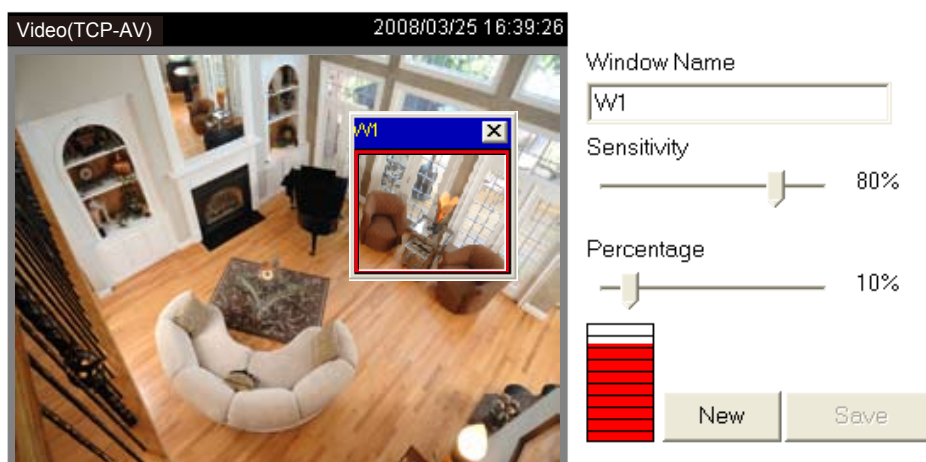 Video(TCP-AV)
2008/03/25 16:39:26
W1
Window Name
W1
Sensitivity
80%
Percentage
10%
New
Save